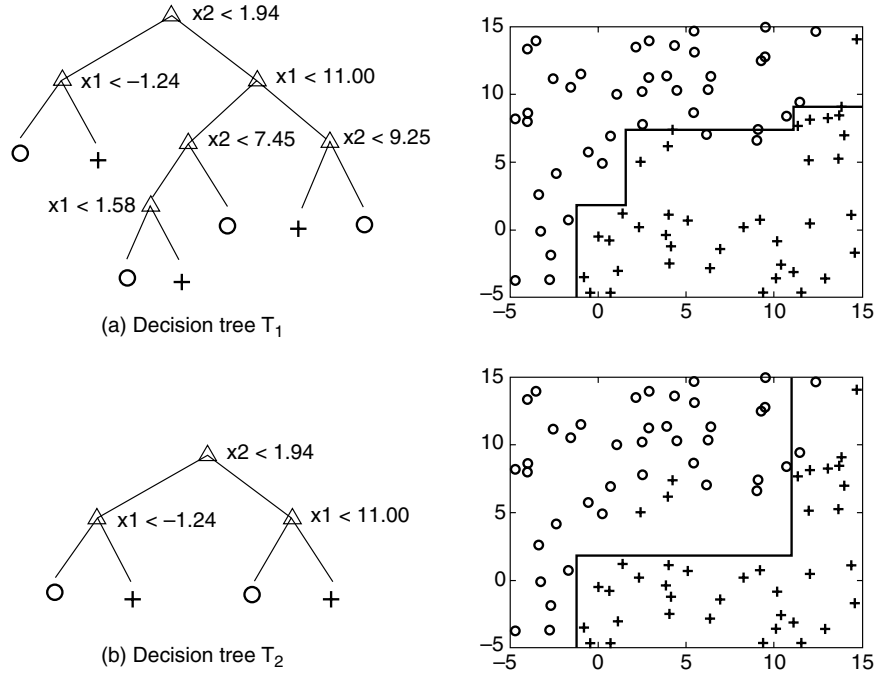 x2 < 1.94
x1 < –1.24
x1 < 11.00
x2 < 7.45
x2 < 9.25
x1 < 1.58
(a) Decision tree T1
15
10
5
0
–5
–5
0
5
10
15
x2 < 1.94
x1 < –1.24
x1 < 11.00
(b) Decision tree T2
15
10
5
0
–5
–5
0
5
10
15